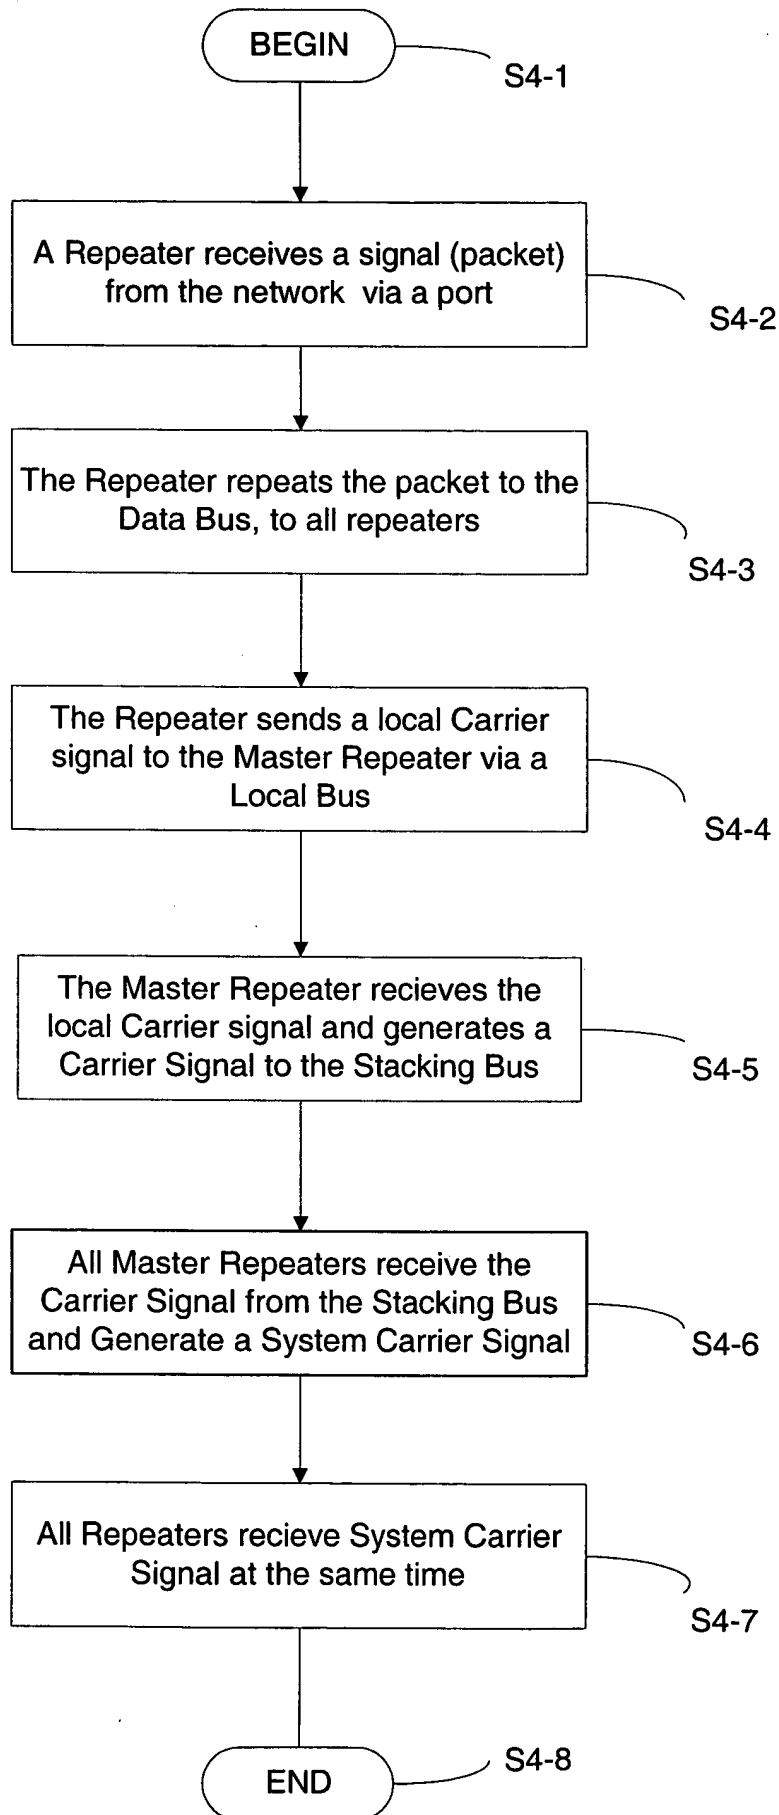 BEGIN
S4-1
A Repeater receives a signal (packet)
from the network via a port
S4-2
The Repeater repeats the packet to the
Data Bus, to all repeaters
S4-3
The Repeater sends a local Carrier
signal to the Master Repeater via a
Local Bus
S4-4
The Master Repeater recieves the
local Carrier signal and generates a
Carrier Signal to the Stacking Bus
S4-5
All Master Repeaters receive the
Carrier Signal from the Stacking Bus
and Generate a System Carrier Signal
S4-6
All Repeaters recieve System Carrier
Signal at the same time
S4-7
END
S4-8